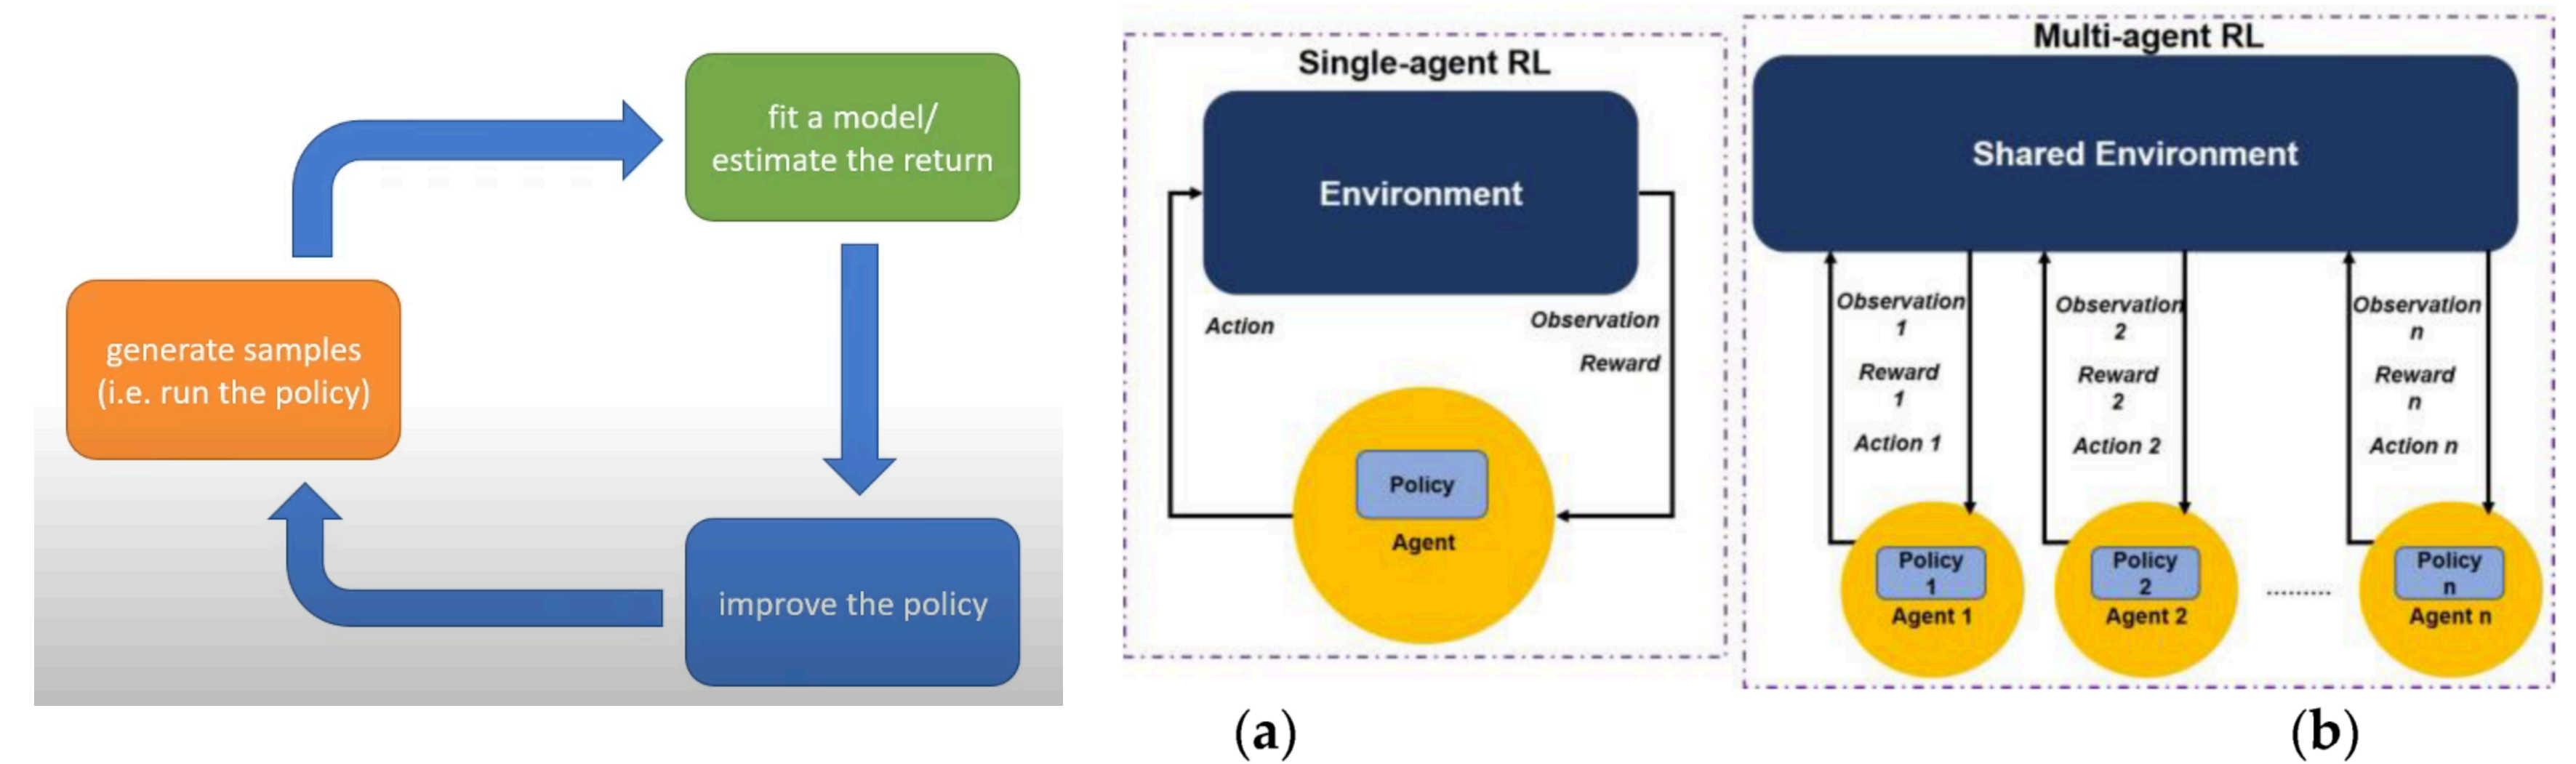 fit a model/
estimate the return
generate samples
(i.e. run the policy)
improve the policy
Single-agent RL
Environment
Action
Observation
Reward
Policy
Agent
(a)
Multi-agent RL
Shared Environment
Observation
1
Reward
1
Action 1
Observation
2
Reward
2
Action 2
Observation
n
Reward
n
Action n
Policy
1
Agent 1
Policy
2
Agent 2
.........
Policy
n
Agent n
(b)